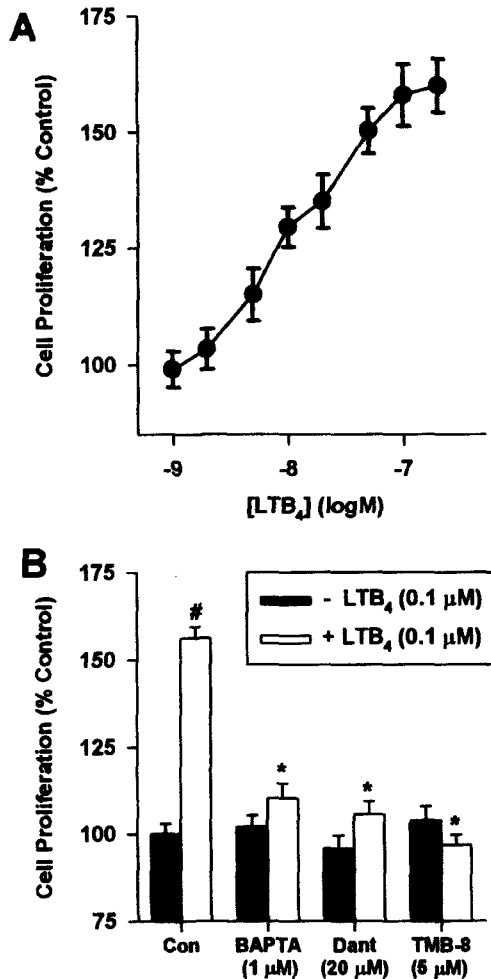 A
175
150
125
100
Cell Proliferation (% Control)
-9 -8 -7
[LTB₄] (logM)
B
175
150
125
100
75
Cell Proliferation (% Control)
- LTB₄ (0.1 µM)
+ LTB₄ (0.1 µM)
#
*
*
*
Con BAPTA Dant TMB-8
(1 µM) (20 µM) (5 µM)